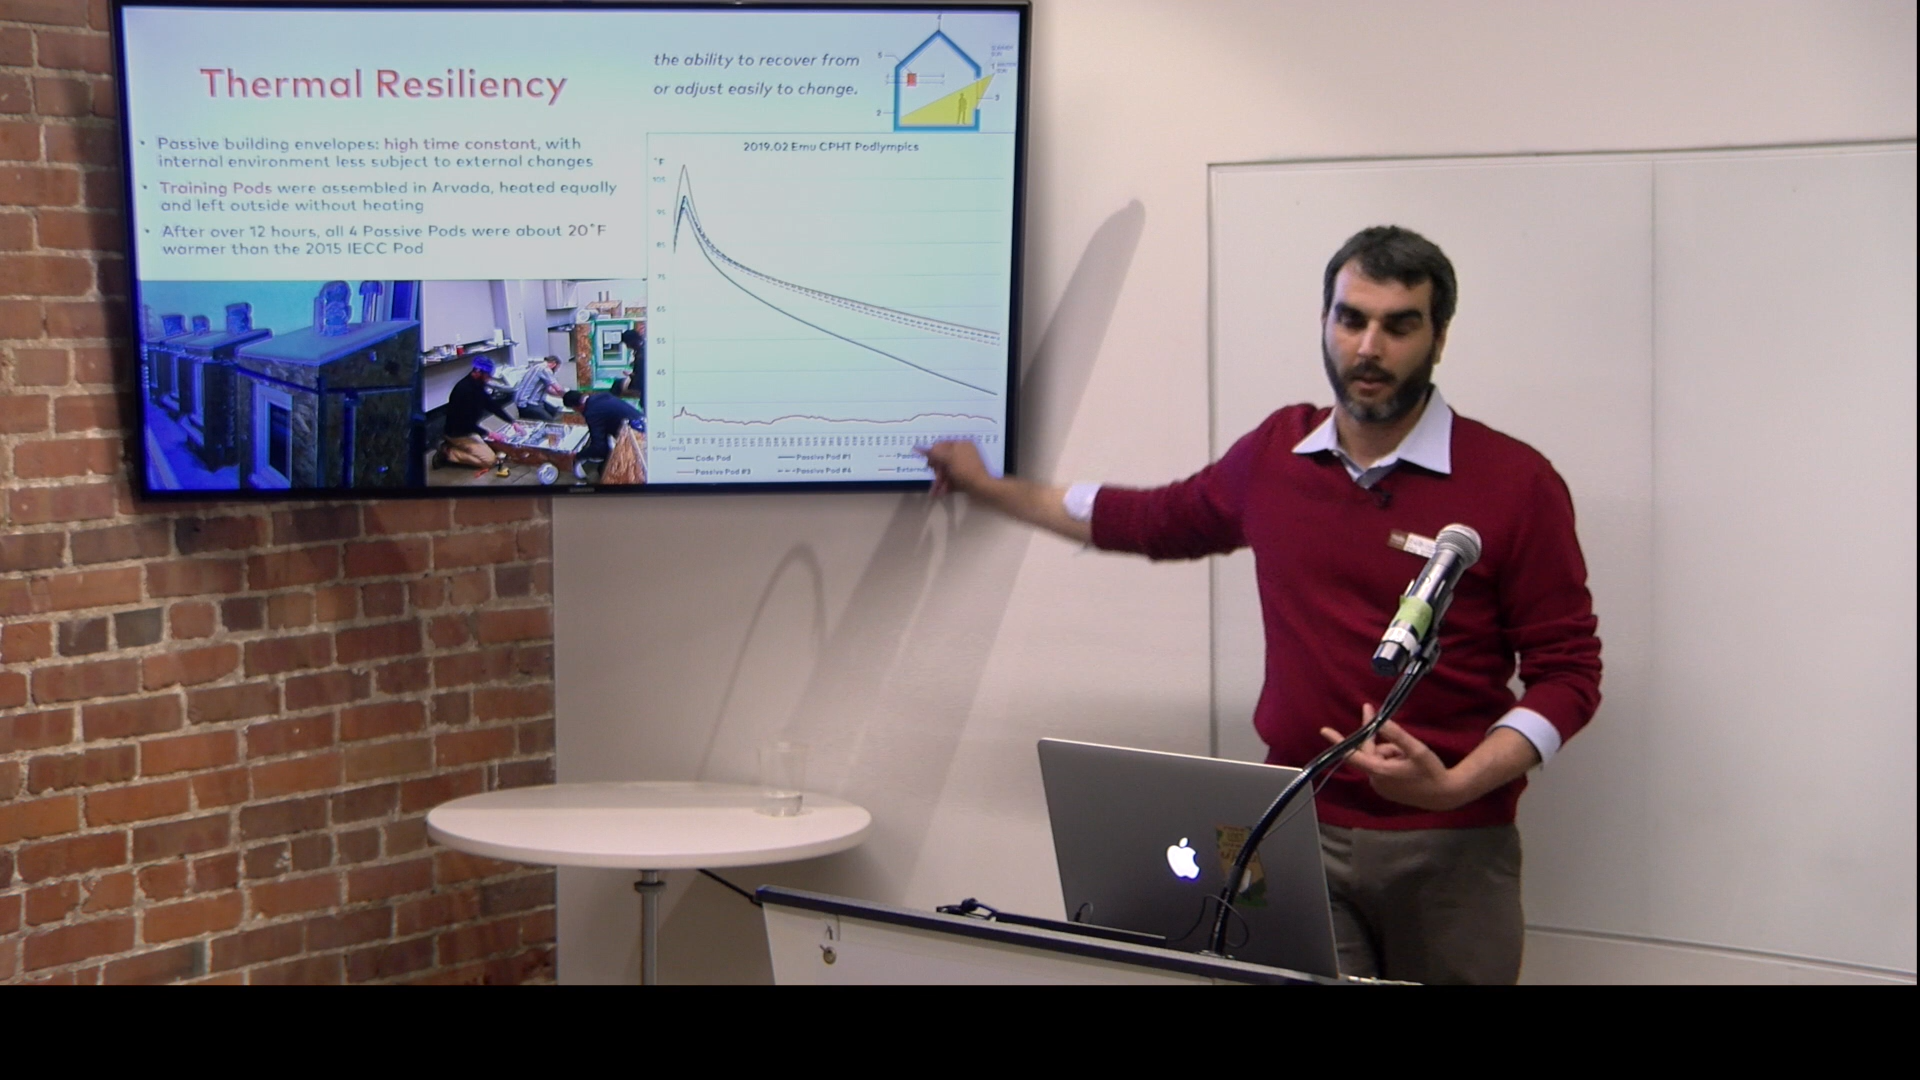 Thermal Resiliency
the ability to recover from
or adjust easily to change.
• Passive building envelopes: high time constant, with
internal environment less subject to external changes
• Training Pods were assembled in Arvada, heated equally
and left outside without heating
• After over 12 hours, all 4 Passive Pods were about 20°F
warmer than the 2015 IECC Pod
2019.02 Emu CPHT Podlympics
°F
105
95
85
75
65
55
45
35
25
Code Pod
Passive Pod #1
Passive Pod #3
Passive Pod #4
External